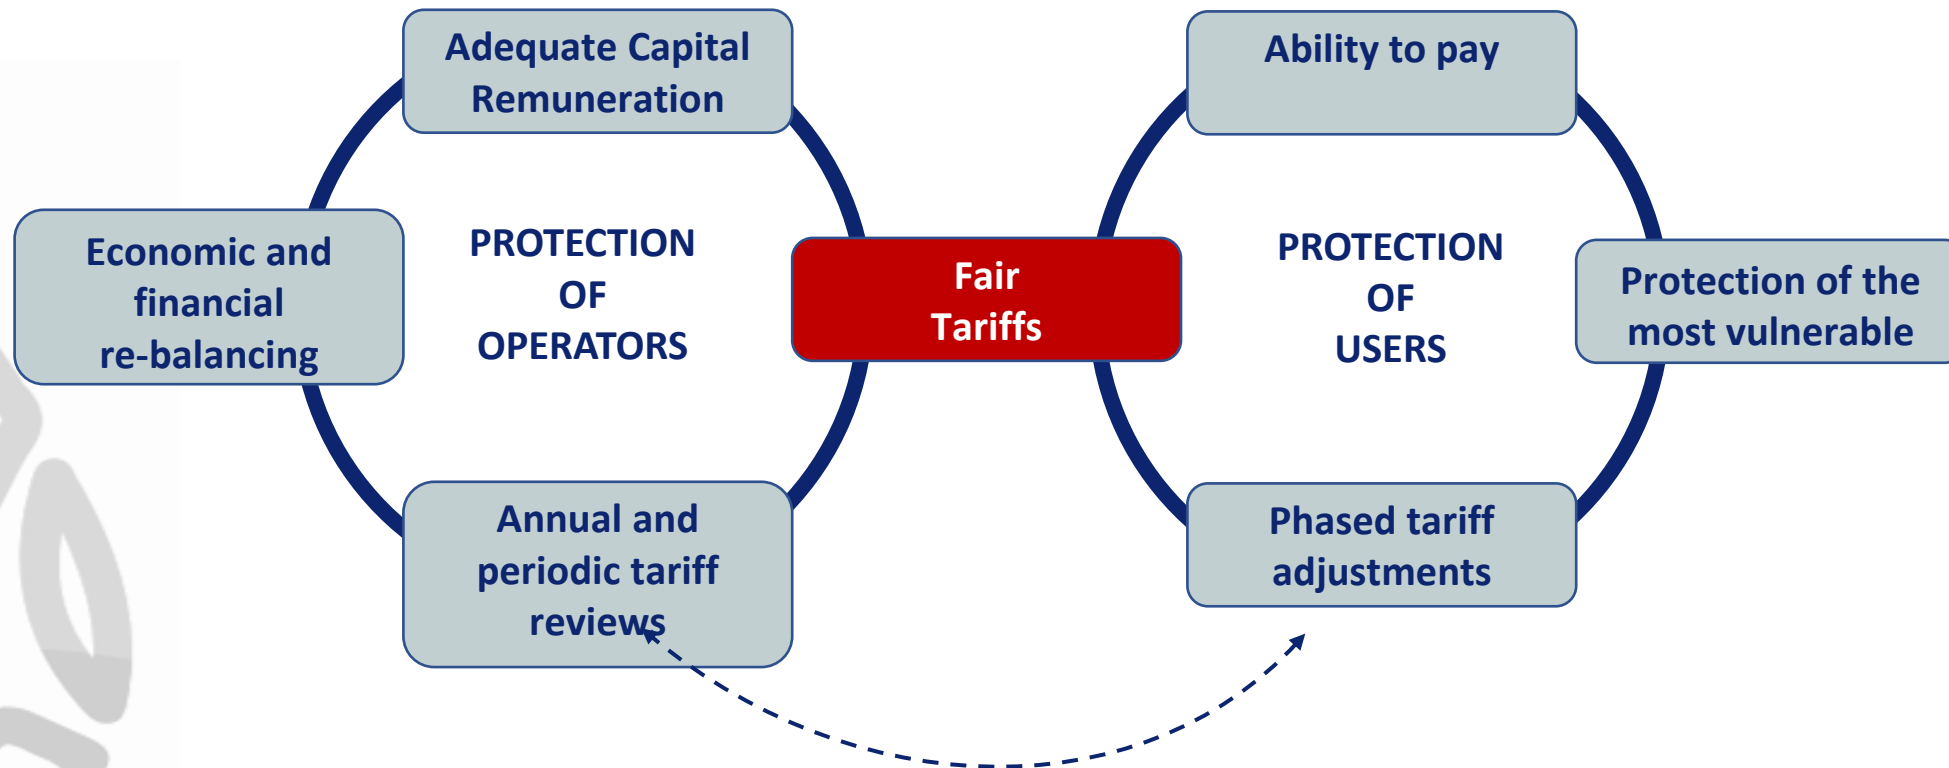 Adequate Capital
Remuneration
Ability to pay
Economic and
financial
re-balancing
PROTECTION
OF
OPERATORS
Fair
Tariffs
PROTECTION
OF
USERS
Protection of the
most vulnerable
Annual and
periodic tariff
reviews
Phased tariff
adjustments